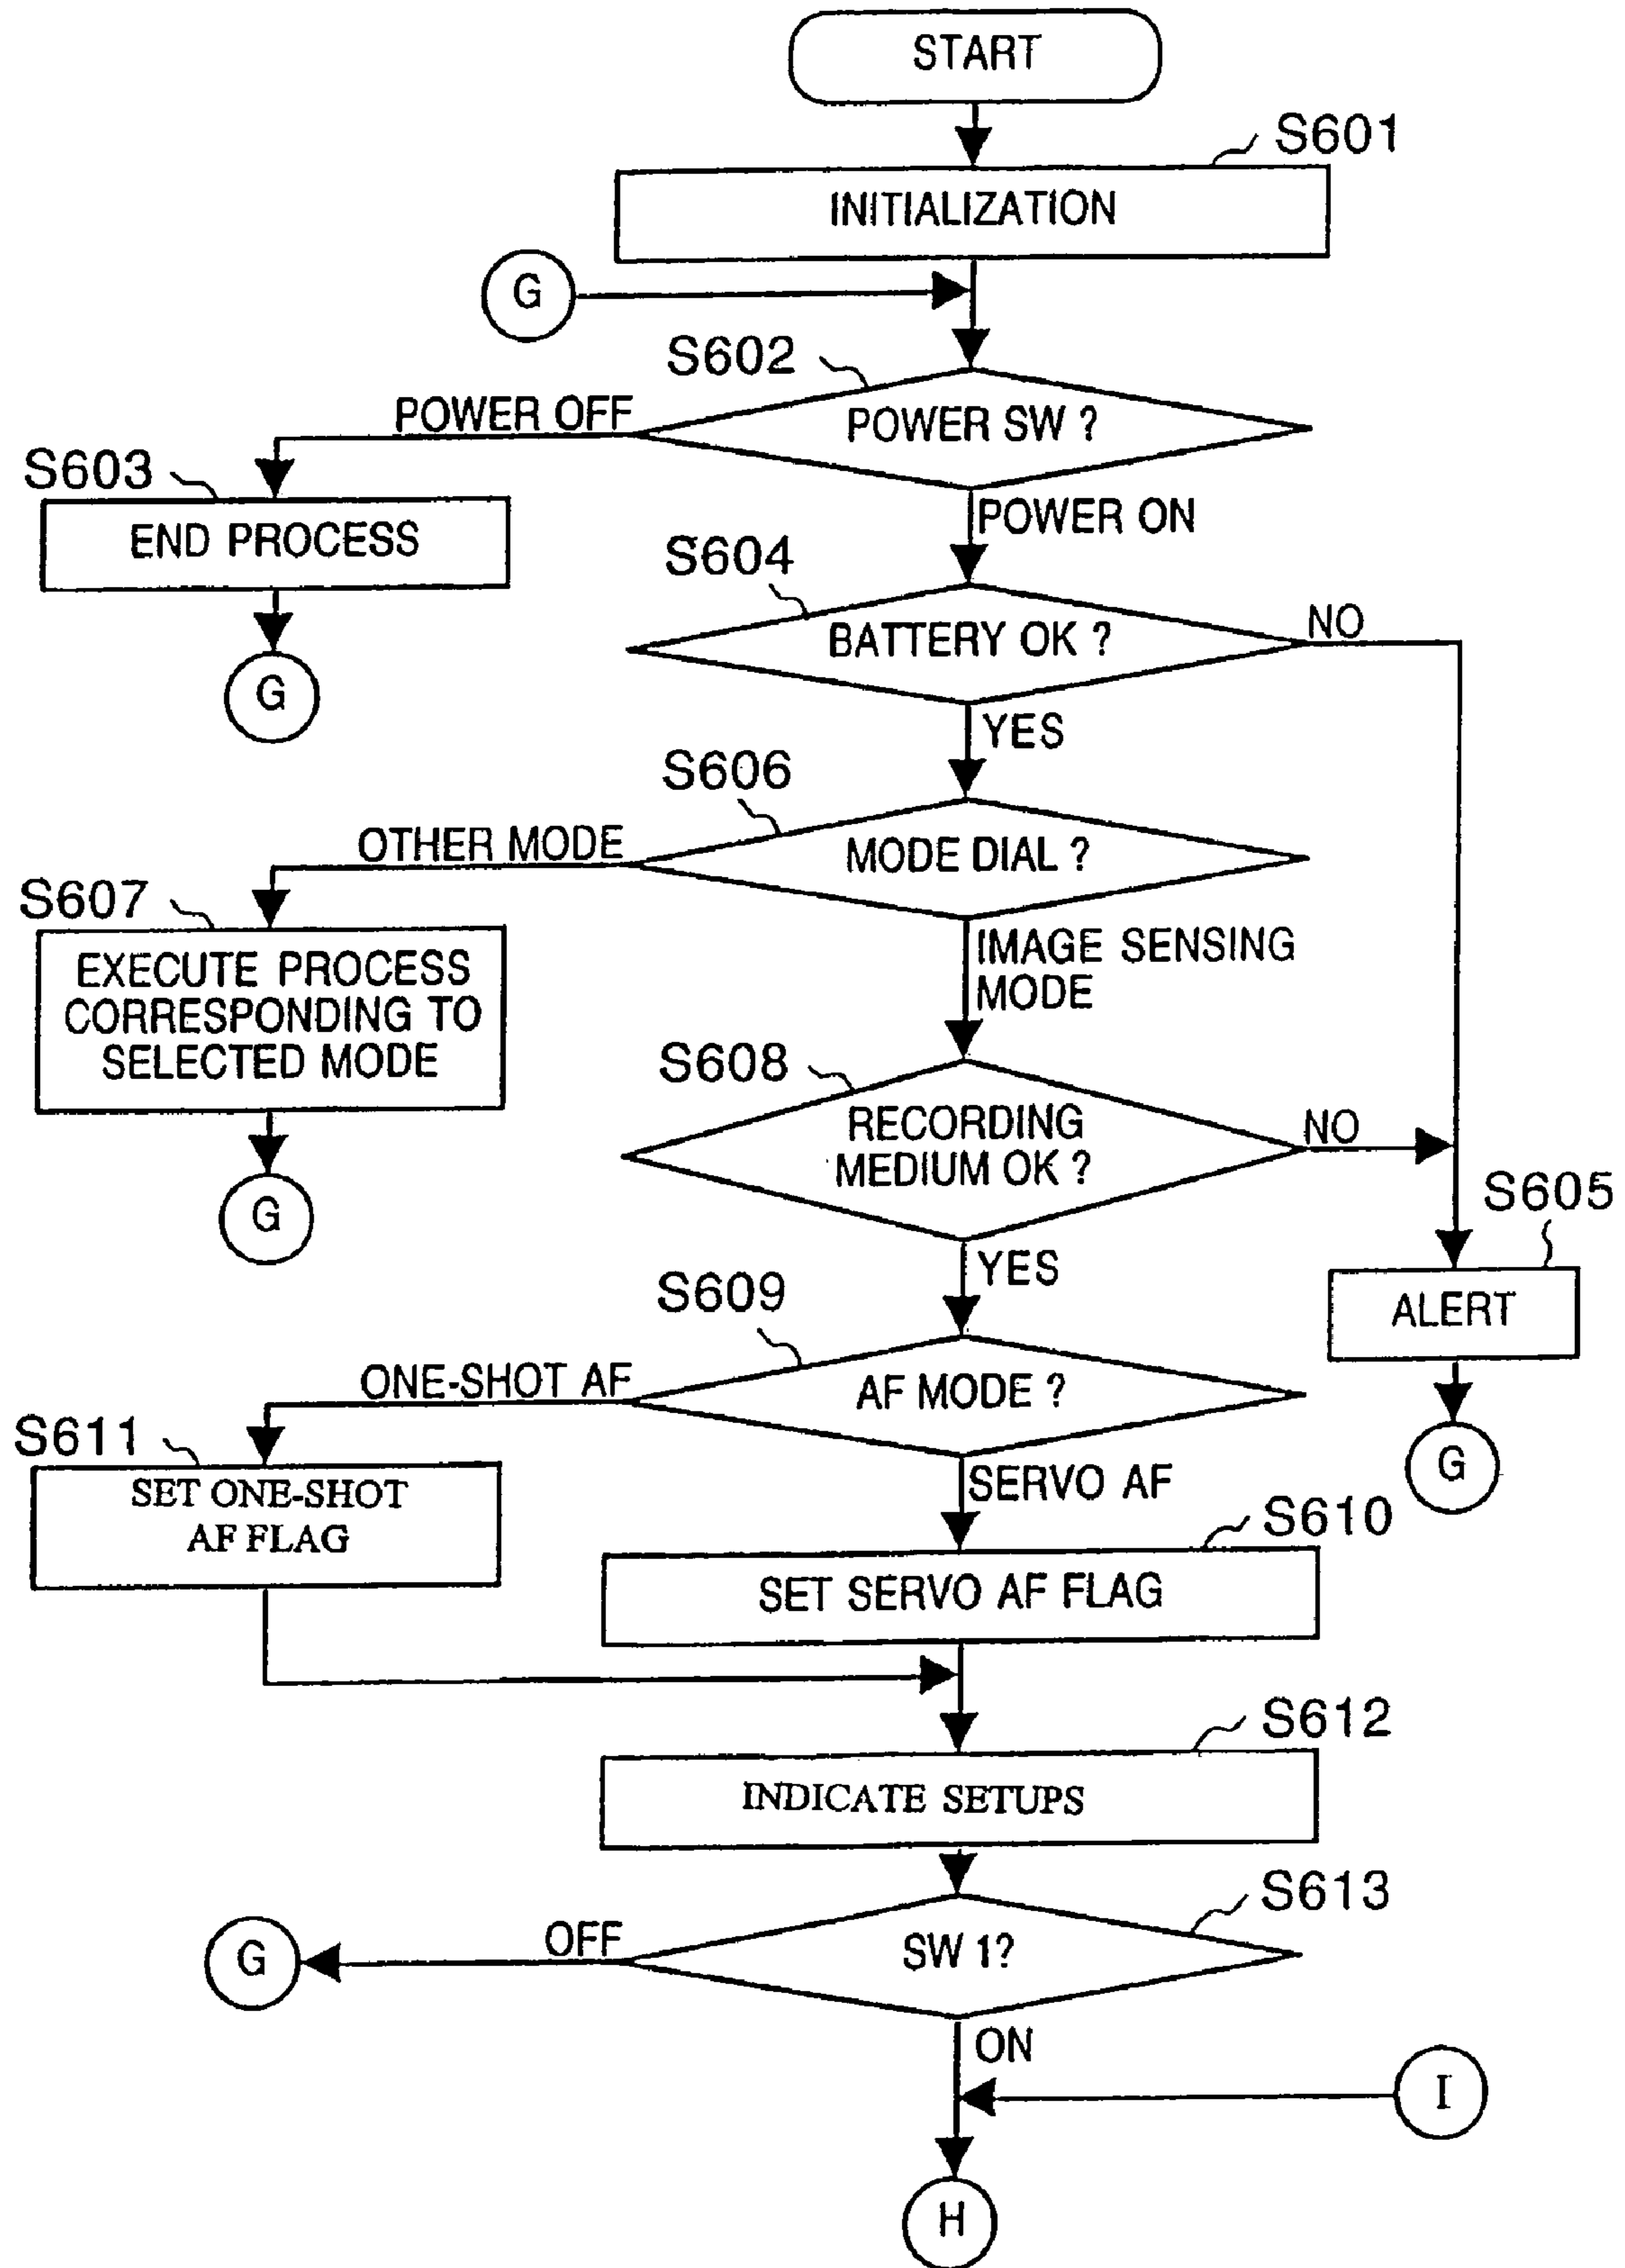 START
S601
INITIALIZATION
G
S602
POWER SW ?
POWER OFF
S603
END PROCESS
G
POWER ON
S604
BATTERY OK ?
NO
YES
S606
MODE DIAL ?
OTHER MODE
S607
EXECUTE PROCESS
CORRESPONDING TO
SELECTED MODE
G
IMAGE SENSING
MODE
S608
RECORDING
MEDIUM OK ?
NO
S605
ALERT
G
YES
S609
AF MODE ?
ONE-SHOT AF
S611
SET ONE-SHOT
AF FLAG
SERVO AF
S610
SET SERVO AF FLAG
S612
INDICATE SETUPS
S613
SW 1?
OFF
G
ON
I
H